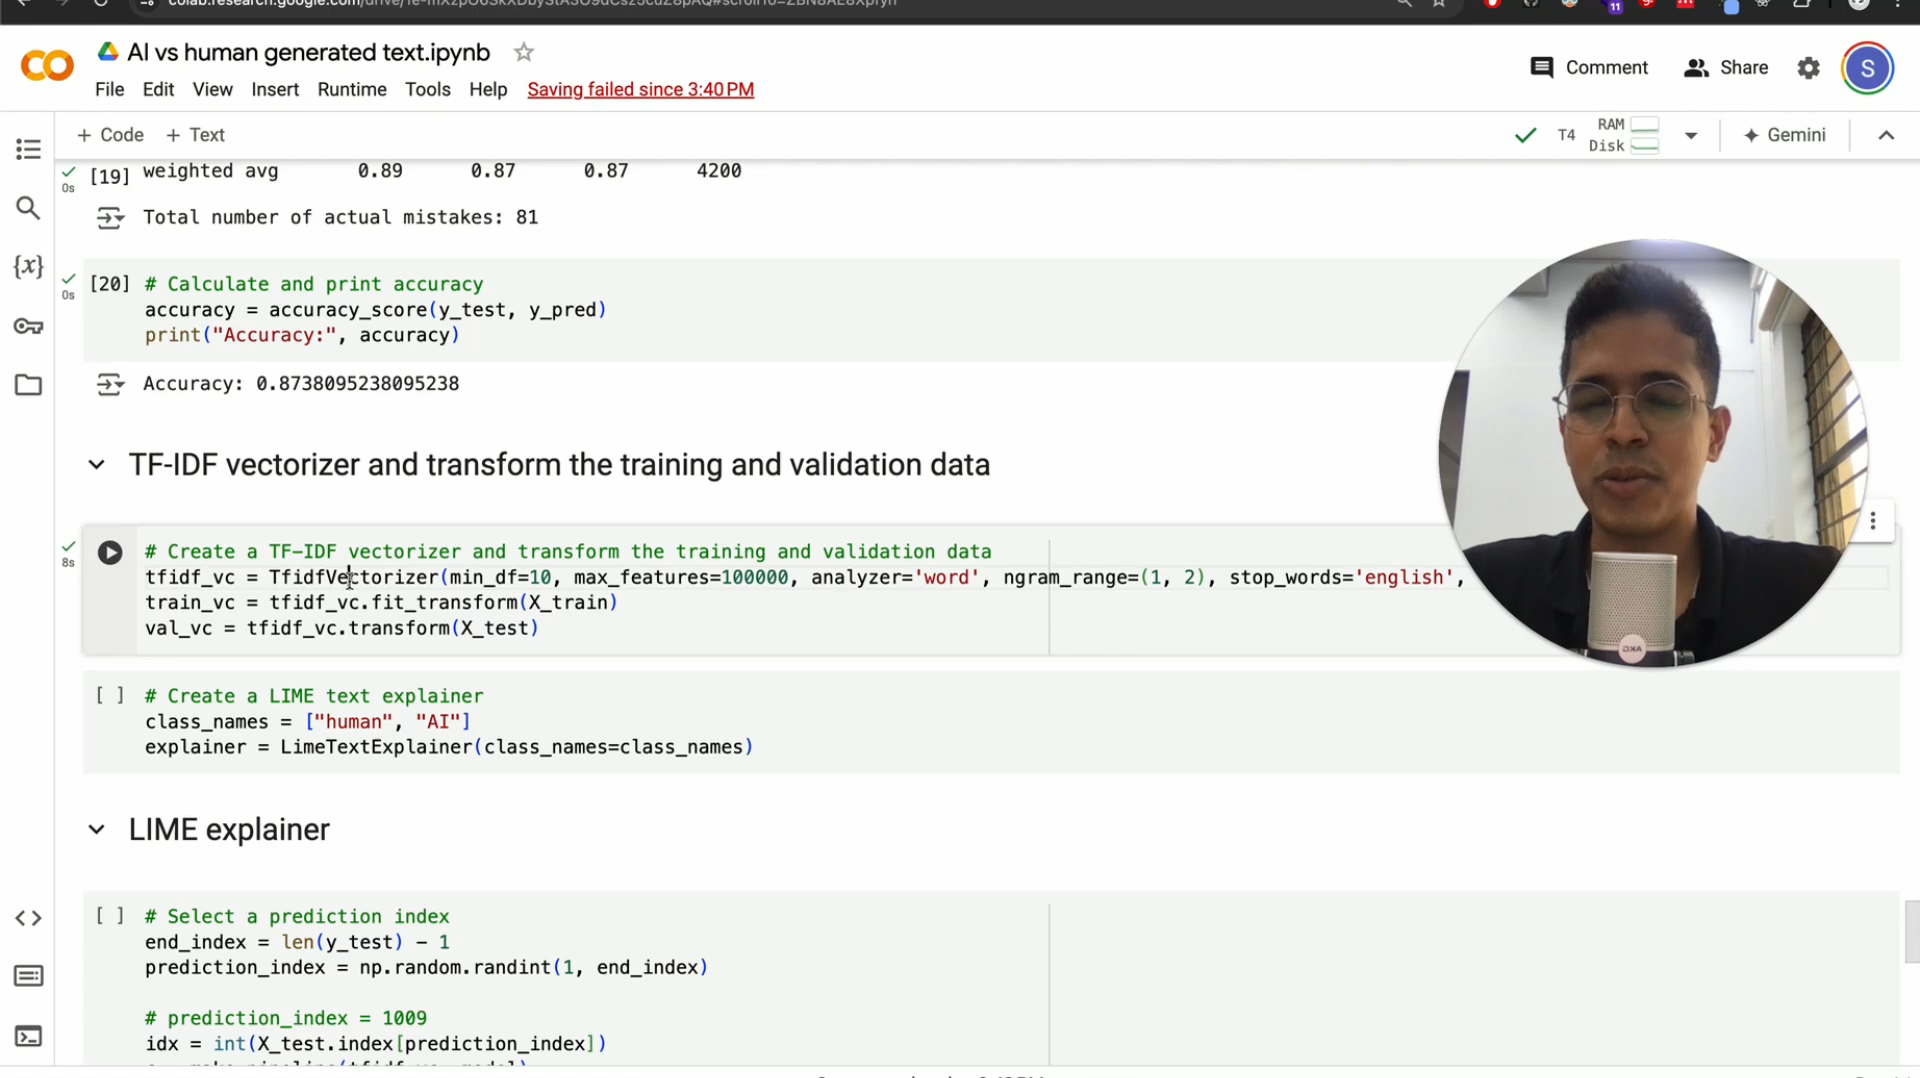 AI vs human generated text.ipynb
Comment
Share
S
File Edit View Insert Runtime Tools Help Saving failed since 3:40 PM
+ Code + Text
T4
RAM
Disk
Gemini
11
[19]
0s
weighted avg 0.89 0.87 0.87 4200
Total number of actual mistakes: 81
[20]
0s
# Calculate and print accuracy
accuracy = accuracy_score(y_test, y_pred)
print("Accuracy:", accuracy)
Accuracy: 0.8738095238095238
TF-IDF vectorizer and transform the training and validation data
8s
# Create a TF-IDF vectorizer and transform the training and validation data
tfidf_vc = TfidfVectorizer(min_df=10, max_features=100000, analyzer='word', ngram_range=(1, 2), stop_words='english',
train_vc = tfidf_vc.fit_transform(X_train)
val_vc = tfidf_vc.transform(X_test)
[ ] # Create a LIME text explainer
class_names = ["human", "AI"]
explainer = LimeTextExplainer(class_names=class_names)
LIME explainer
[ ] # Select a prediction index
end_index = len(y_test) - 1
prediction_index = np.random.randint(1, end_index)
# prediction_index = 1009
idx = int(X_test.index[prediction_index])
AKG
{x}